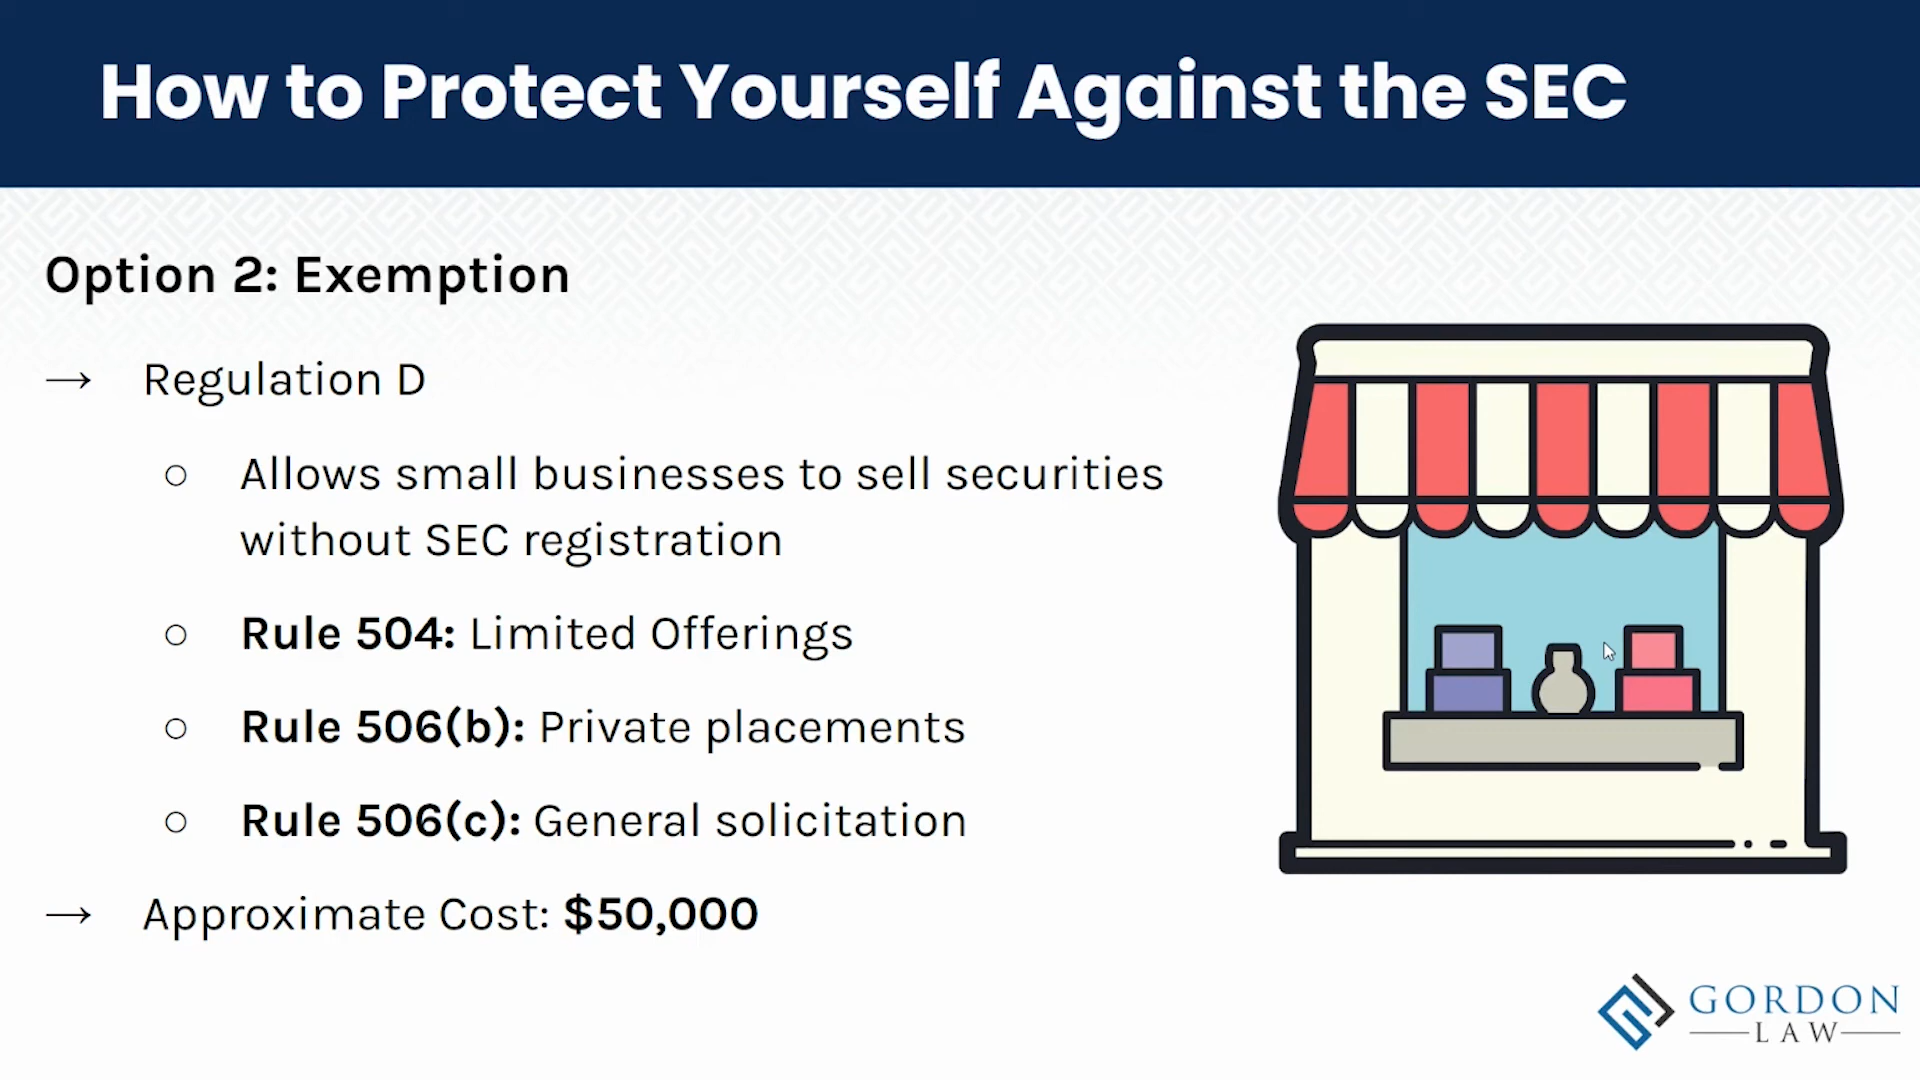 How to Protect Yourself Against the SEC
Option 2: Exemption
→ Regulation D
○ Allows small businesses to sell securities
without SEC registration
○ Rule 504: Limited Offerings
○ Rule 506(b): Private placements
○ Rule 506(c): General solicitation
→ Approximate Cost: $50,000
GORDON
LAW